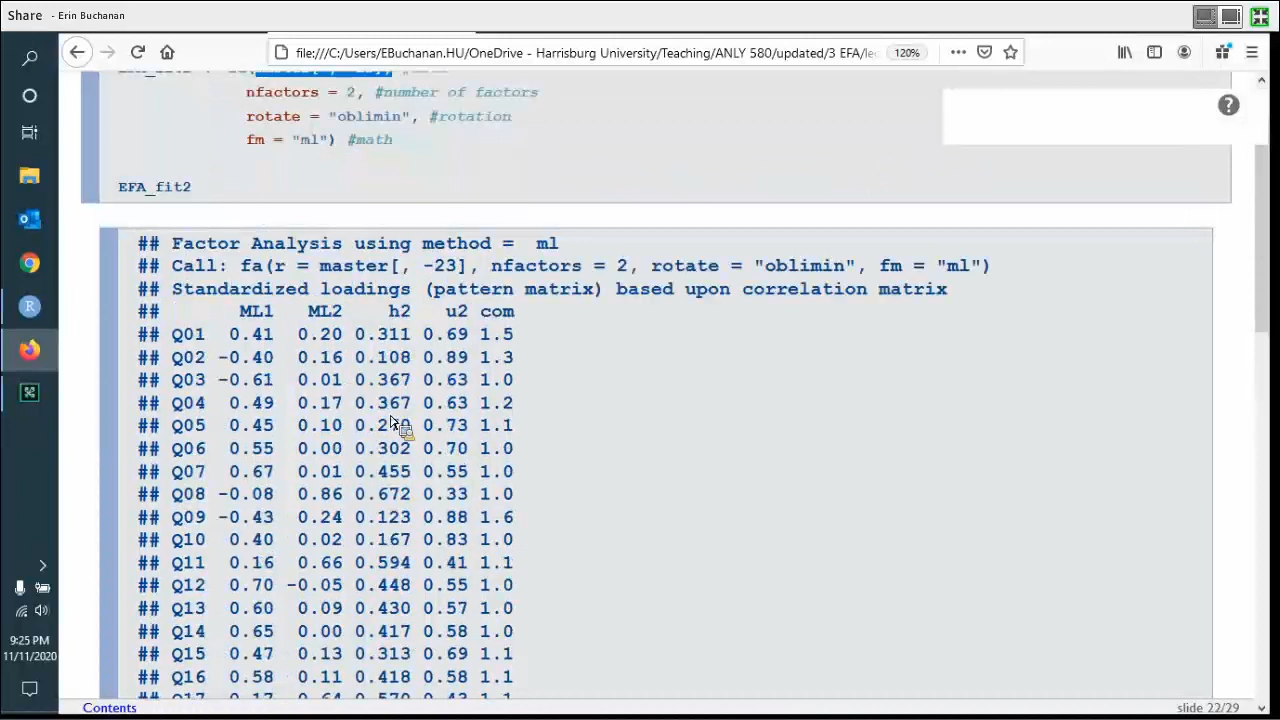 Share - Erin Buchanan
file:///C:/Users/EBuchanan.HU/OneDrive - Harrisburg University/Teaching/ANLY 580/updated/3 EFA/le
120%
nfactors = 2, #number of factors
rotate = "oblimin", #rotation
fm = "ml") #math
EFA_fit2
## Factor Analysis using method =  ml
## Call: fa(r = master[, -23], nfactors = 2, rotate = "oblimin", fm = "ml")
## Standardized loadings (pattern matrix) based upon correlation matrix
##       ML1   ML2    h2   u2 com
## Q01  0.41  0.20 0.311 0.69 1.5
## Q02 -0.40  0.16 0.108 0.89 1.3
## Q03 -0.61  0.01 0.367 0.63 1.0
## Q04  0.49  0.17 0.367 0.63 1.2
## Q05  0.45  0.10 0.73 1.1
## Q06  0.55  0.00 0.302 0.70 1.0
## Q07  0.67  0.01 0.455 0.55 1.0
## Q08 -0.08  0.86 0.672 0.33 1.0
## Q09 -0.43  0.24 0.123 0.88 1.6
## Q10  0.40  0.02 0.167 0.83 1.0
## Q11  0.16  0.66 0.594 0.41 1.1
## Q12  0.70 -0.05 0.448 0.55 1.0
## Q13  0.60  0.09 0.430 0.57 1.0
## Q14  0.65  0.00 0.417 0.58 1.0
## Q15  0.47  0.13 0.313 0.69 1.1
## Q16  0.58  0.11 0.418 0.58 1.1
## Q17  0.17  0.64 0.570 0.43 1.1
9:25 PM
11/11/2020
Contents
slide 22/29